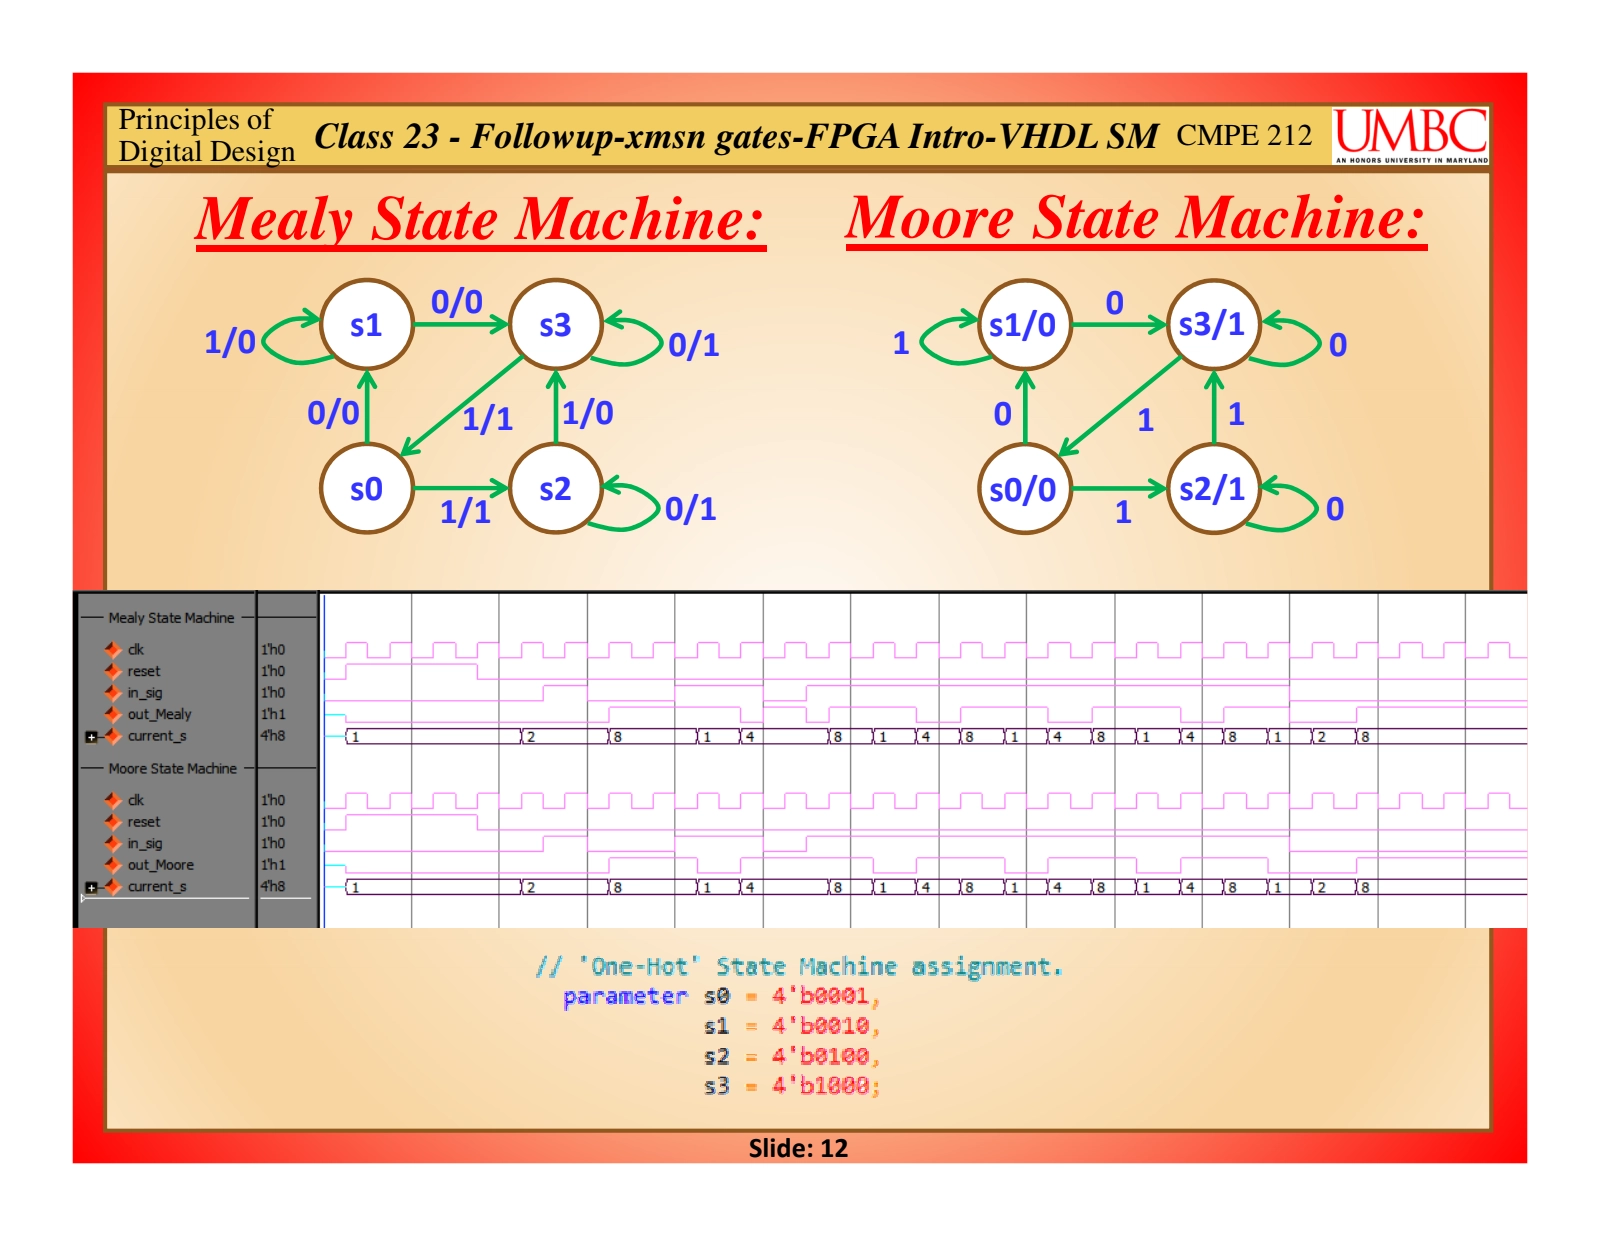 Principles of
Digital Design
Class 23 - Followup-xmsn gates-FPGA Intro-VHDL SM
CMPE 212
UMBC
AN HONORS UNIVERSITY IN MARYLAND
Mealy State Machine:
Moore State Machine:
s1
0/0
s3
1/0
0/1
0/0
1/1
1/0
s0
1/1
s2
0/1
s1/0
0
s3/1
1
0
0
1
1
s0/0
1
s2/1
0
Mealy State Machine
clk 1'h0
reset 1'h0
in_sig 1'h0
out_Mealy 1'h1
current_s 4'h8 1 2 8 1 4 8 1 4 8 1 4 8 1 4 8 1 2 8
Moore State Machine
clk 1'h0
reset 1'h0
in_sig 1'h0
out_Moore 1'h1
current_s 4'h8 1 2 8 1 4 8 1 4 8 1 4 8 1 4 8 1 2 8
// 'One-Hot' State Machine assignment.
parameter s0 = 4'b0001,
s1 = 4'b0010,
s2 = 4'b0100,
s3 = 4'b1000;
Slide: 12